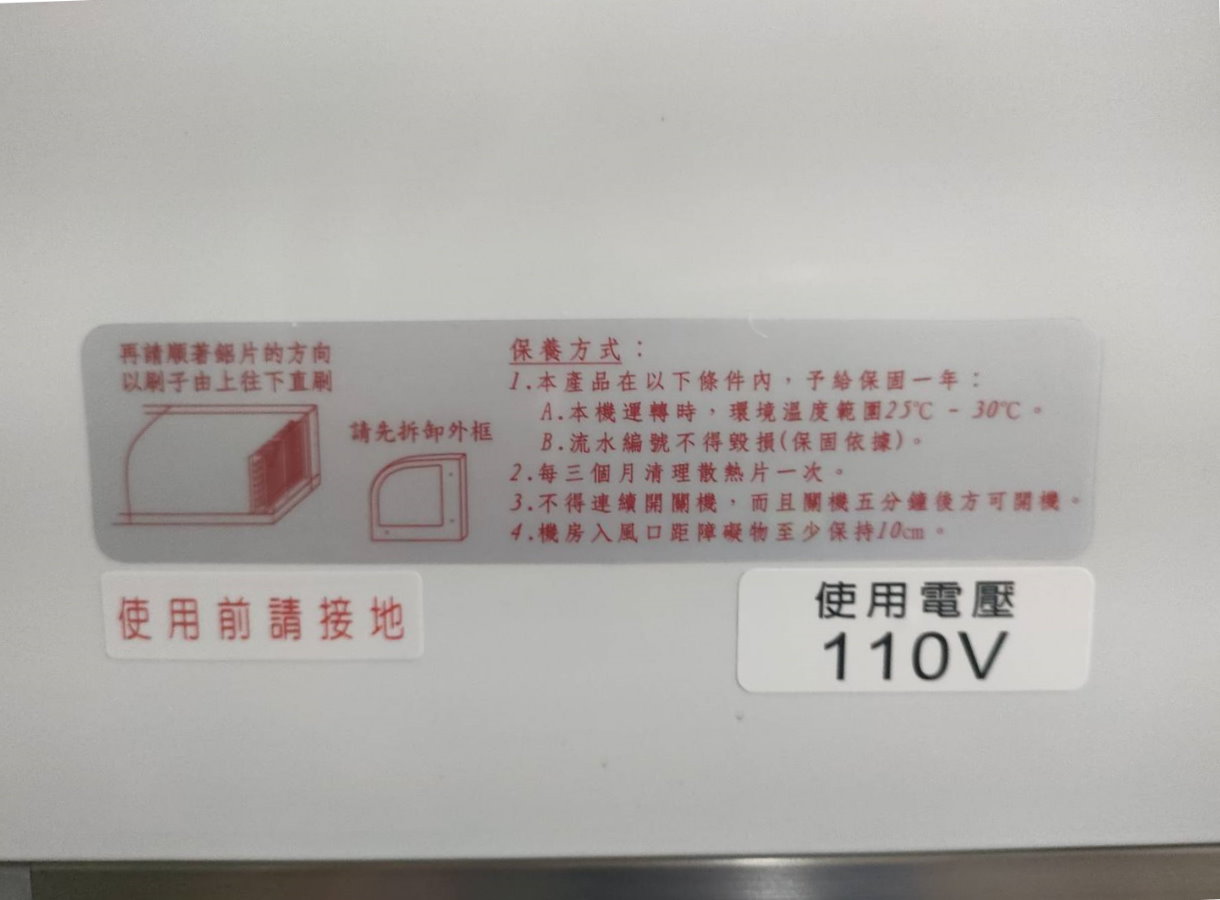 再請順著鋁片的方向
以刷子由上往下直刷
請先拆卸外框
保養方式：
1.本產品在以下條件內，予給保固一年：
A.本機運轉時，環境溫度範圍25℃ - 30℃。
B.流水編號不得毀損(保固依據)。
2.每三個月清理散熱片一次。
3.不得連續開關機，而且關機五分鐘後方可開機。
4.機房入風口距障礙物至少保持10cm。
使用前請接地
使用電壓
110V